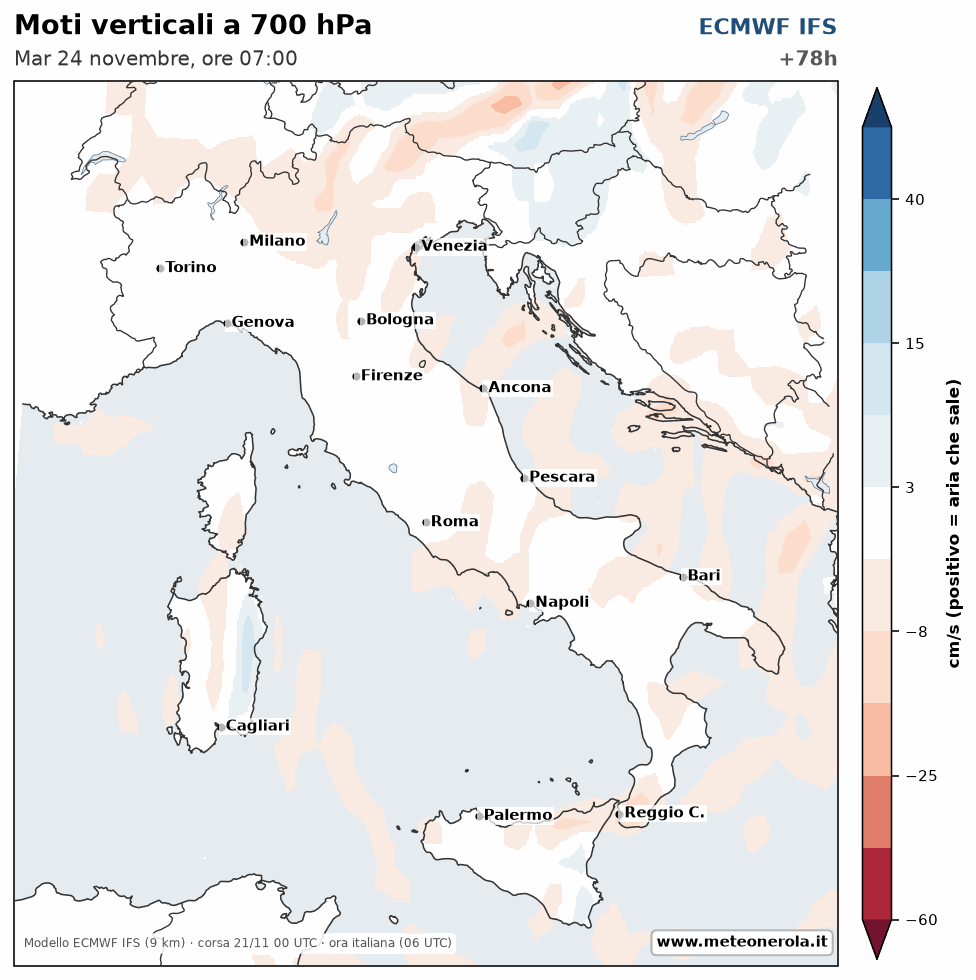 Moti verticali a 700 hPa
ECMWF IFS
Mar 24 novembre, ore 07:00
+78h
Milano
Venezia
Torino
Genova
Bologna
Firenze
Ancona
Pescara
Roma
Bari
Napoli
Cagliari
Palermo
Reggio C.
40
15
3
−8
−25
−60
cm/s (positivo = aria che sale)
Modello ECMWF IFS (9 km) · corsa 21/11 00 UTC · ora italiana (06 UTC)
www.meteonerola.it